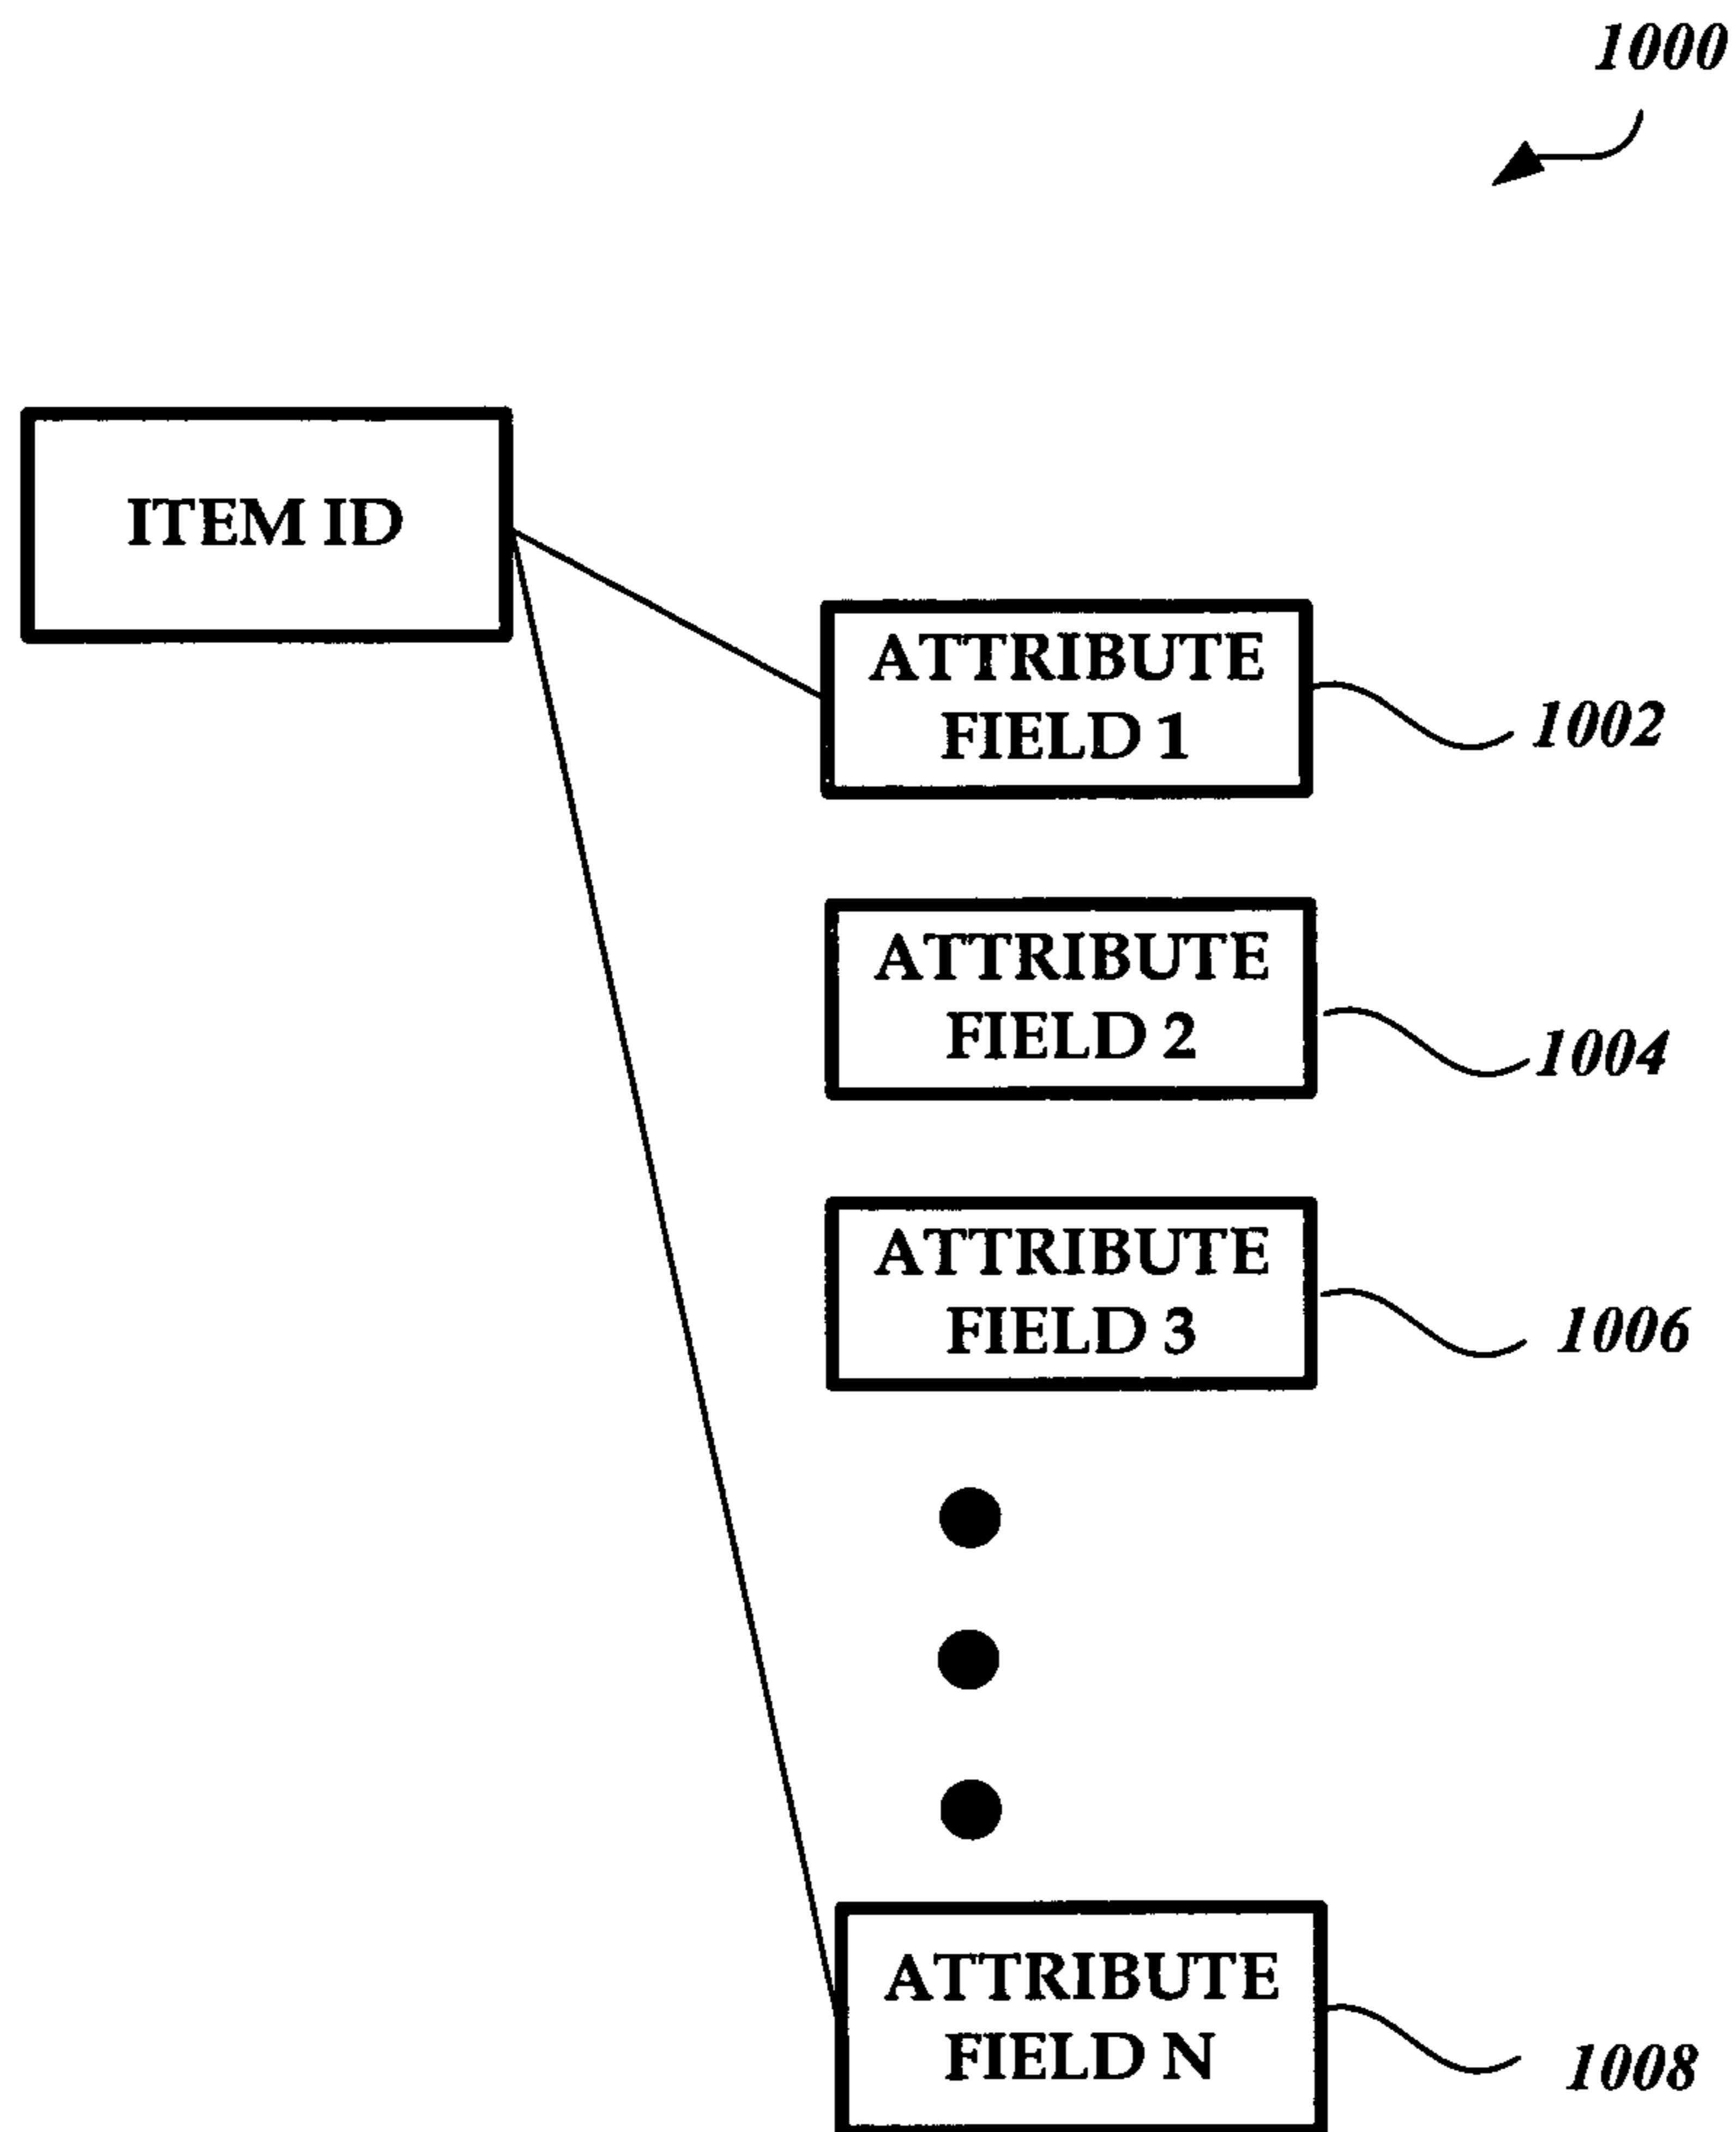 1000
ITEM ID
ATTRIBUTE
FIELD 1
1002
ATTRIBUTE
FIELD 2
1004
ATTRIBUTE
FIELD 3
1006
ATTRIBUTE
FIELD N
1008